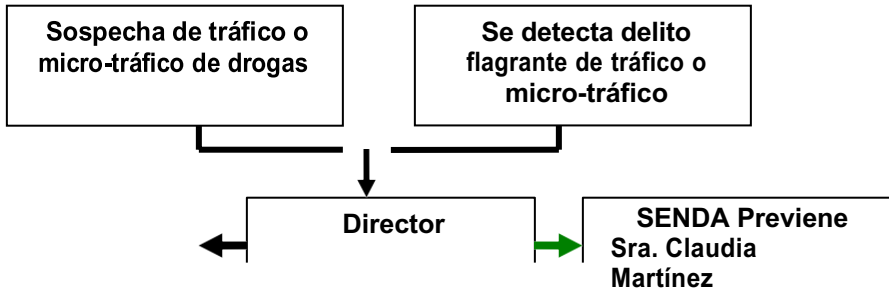 Sospecha de tráfico o
micro-tráfico de drogas
Se detecta delito
flagrante de tráfico o
micro-tráfico
Director
SENDA Previene
Sra. Claudia
Martínez